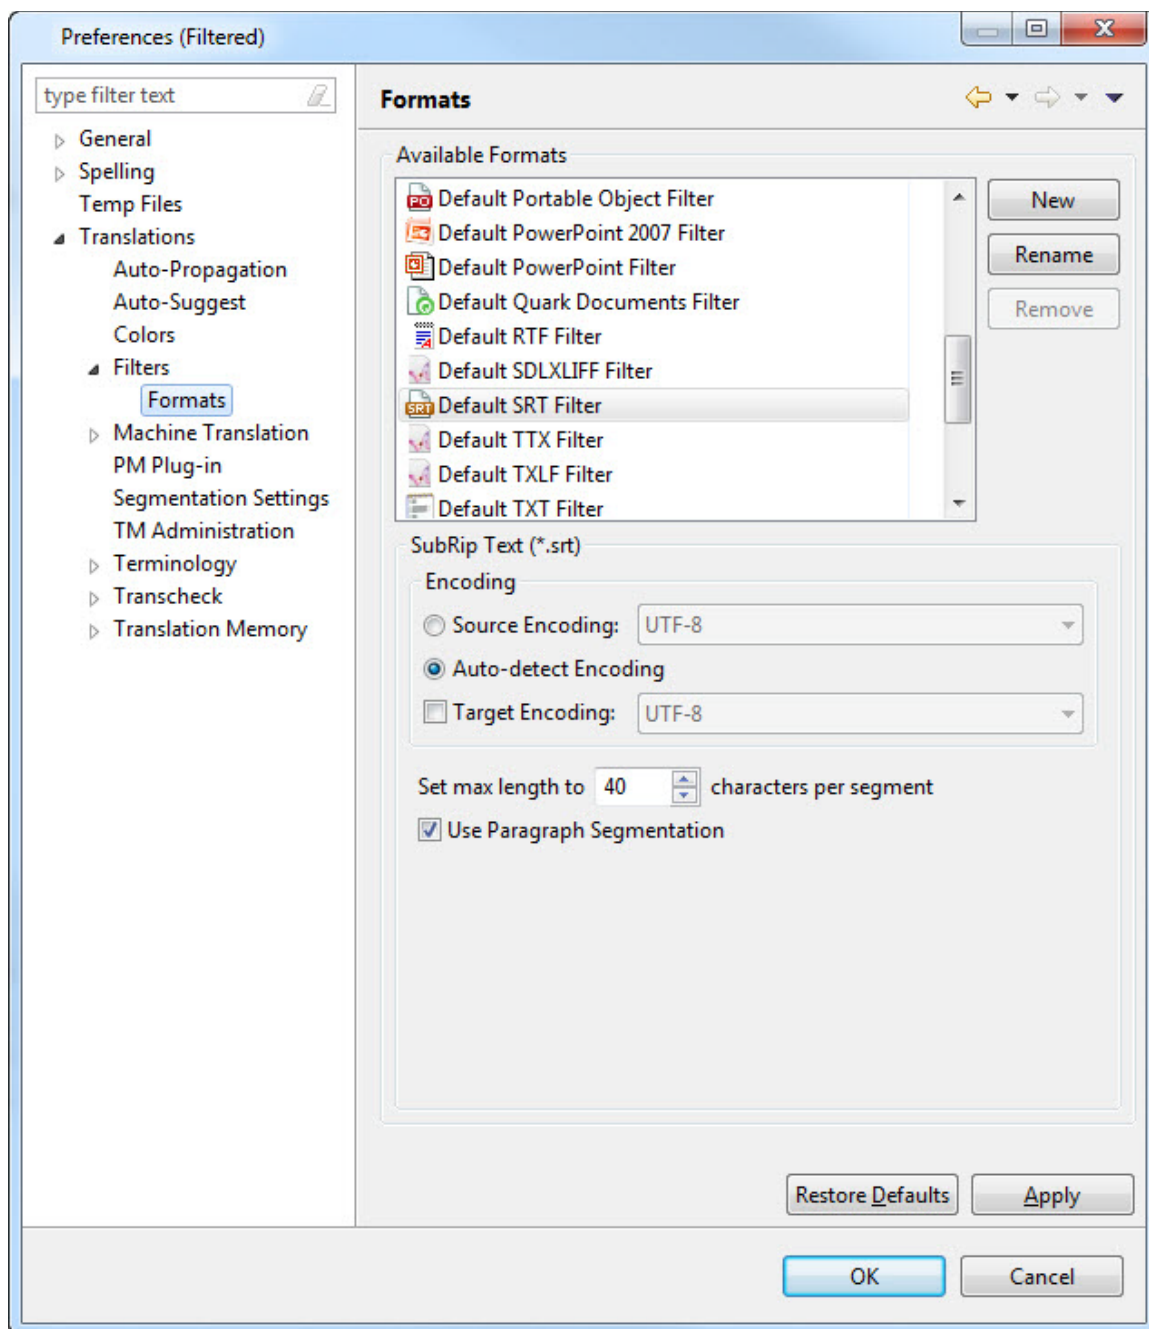 Preferences (Filtered)
type filter text
Formats
General
Spelling
Temp Files
Translations
Auto-Propagation
Auto-Suggest
Colors
Filters
Formats
Machine Translation
PM Plug-in
Segmentation Settings
TM Administration
Terminology
Transcheck
Translation Memory
Available Formats
Default Portable Object Filter
Default PowerPoint 2007 Filter
Default PowerPoint Filter
Default Quark Documents Filter
Default RTF Filter
Default SDLXLIFF Filter
SRT Default SRT Filter
Default TTX Filter
Default TXLF Filter
Default TXT Filter
New
Rename
Remove
SubRip Text (*.srt)
Encoding
Source Encoding: UTF-8
Auto-detect Encoding
Target Encoding: UTF-8
Set max length to 40 characters per segment
Use Paragraph Segmentation
Restore Defaults Apply
OK Cancel